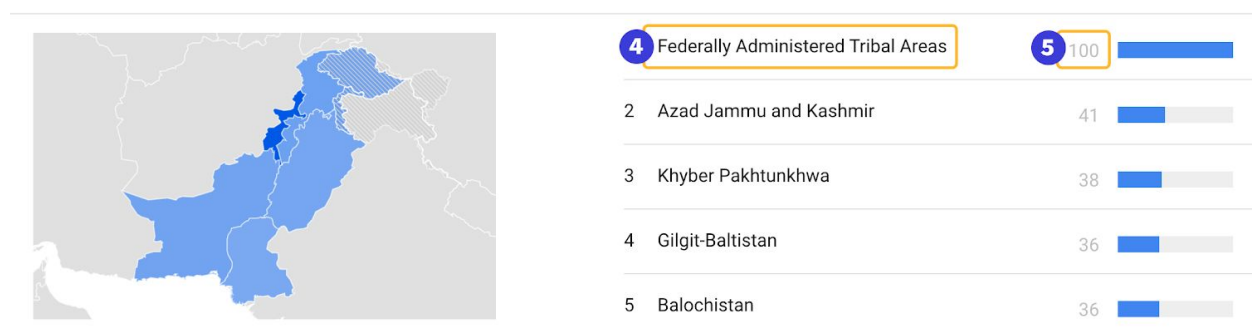 4 Federally Administered Tribal Areas 5 100
2 Azad Jammu and Kashmir 41
3 Khyber Pakhtunkhwa 38
4 Gilgit-Baltistan 36
5 Balochistan 36